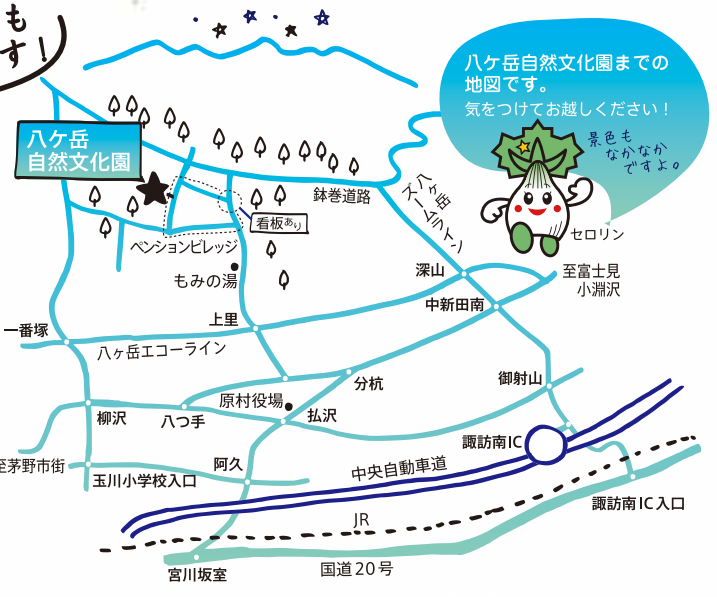 も
す!
八ケ岳自然文化園までの
地図です。
気をつけてお越しください!
景色も
なかなか
ですよ。
セロリン
八ケ岳
自然文化園
鉢巻道路
八ヶ岳
ズームライン
看板あり
ペンションビレッジ
もみの湯
深山
至富士見
小淵沢
中新田南
上里
一番塚
八ヶ岳エコーライン
分杭
御射山
原村役場
払沢
柳沢
八つ手
諏訪南IC
至茅野市街
阿久
中央自動車道
玉川小学校入口
諏訪南IC入口
JR
宮川坂室
国道20号